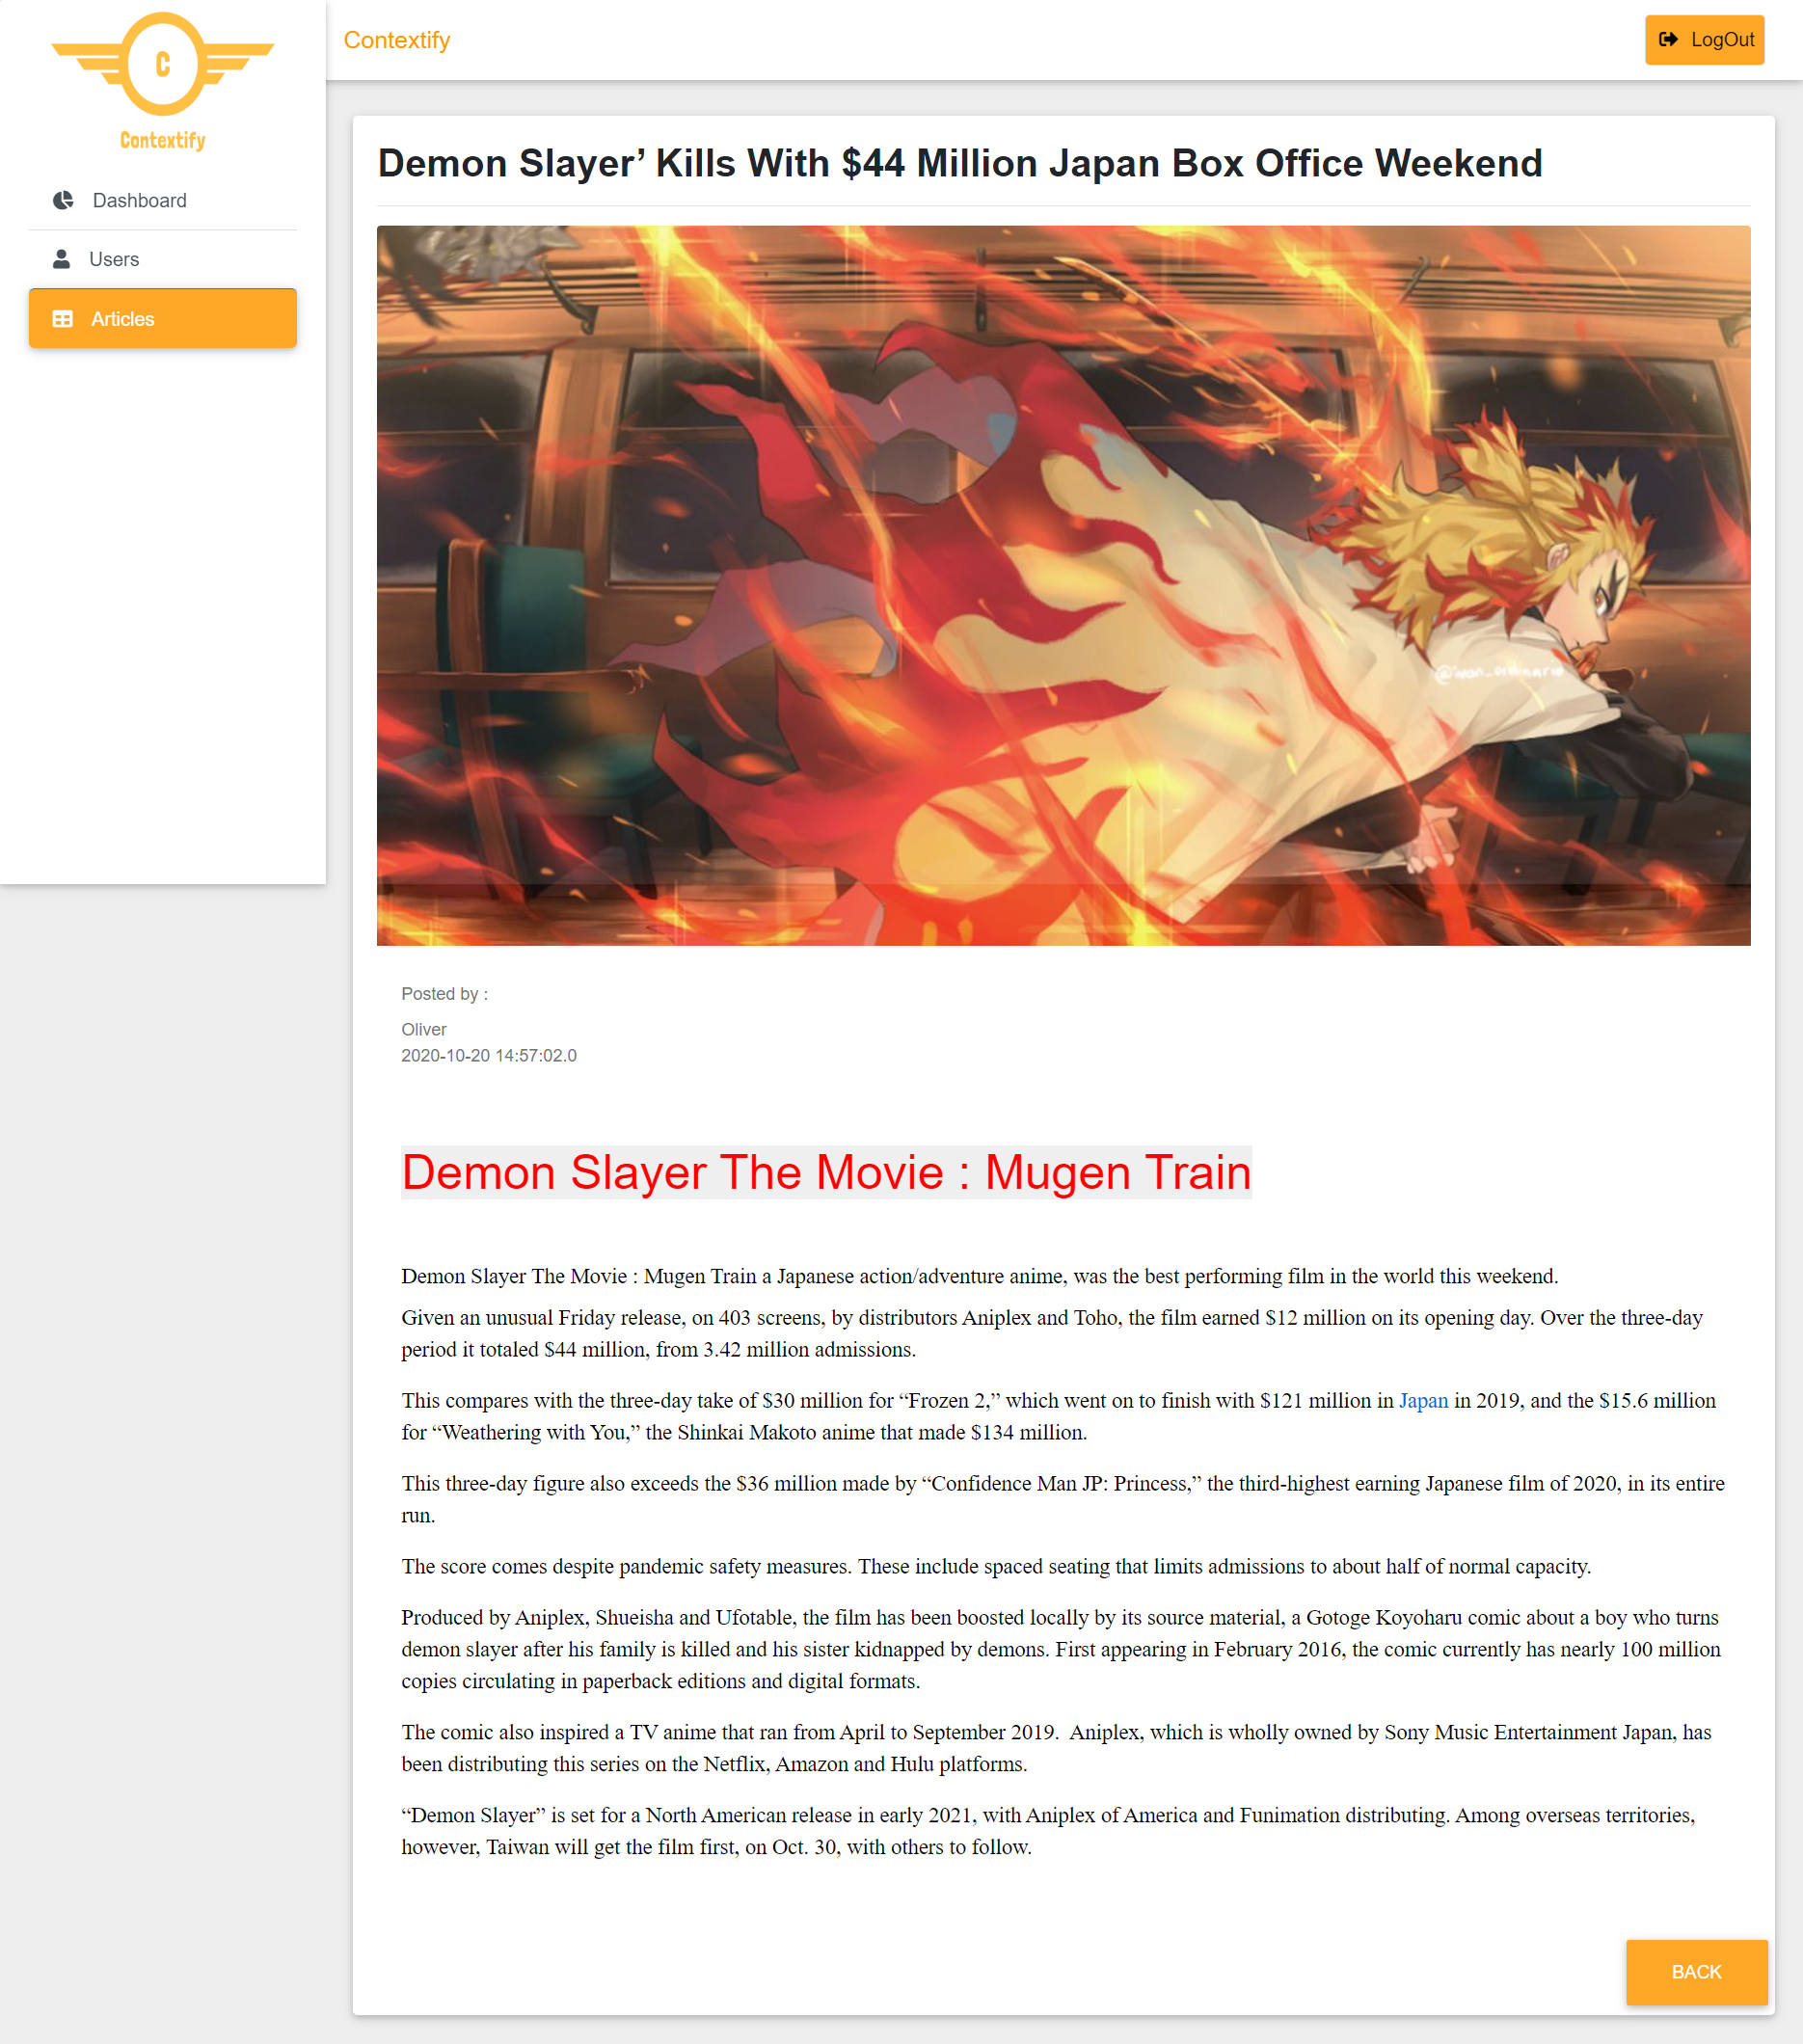 C
Contextify
Contextify
LogOut
Dashboard
Users
Articles
Demon Slayer’ Kills With $44 Million Japan Box Office Weekend
Posted by :
Oliver
2020-10-20 14:57:02.0
Demon Slayer The Movie : Mugen Train
Demon Slayer The Movie : Mugen Train a Japanese action/adventure anime, was the best performing film in the world this weekend.
Given an unusual Friday release, on 403 screens, by distributors Aniplex and Toho, the film earned $12 million on its opening day. Over the three-day
period it totaled $44 million, from 3.42 million admissions.
This compares with the three-day take of $30 million for “Frozen 2,” which went on to finish with $121 million in Japan in 2019, and the $15.6 million
for “Weathering with You,” the Shinkai Makoto anime that made $134 million.
This three-day figure also exceeds the $36 million made by “Confidence Man JP: Princess,” the third-highest earning Japanese film of 2020, in its entire
run.
The score comes despite pandemic safety measures. These include spaced seating that limits admissions to about half of normal capacity.
Produced by Aniplex, Shueisha and Ufotable, the film has been boosted locally by its source material, a Gotoge Koyoharu comic about a boy who turns
demon slayer after his family is killed and his sister kidnapped by demons. First appearing in February 2016, the comic currently has nearly 100 million
copies circulating in paperback editions and digital formats.
The comic also inspired a TV anime that ran from April to September 2019.  Aniplex, which is wholly owned by Sony Music Entertainment Japan, has
been distributing this series on the Netflix, Amazon and Hulu platforms.
“Demon Slayer” is set for a North American release in early 2021, with Aniplex of America and Funimation distributing. Among overseas territories,
however, Taiwan will get the film first, on Oct. 30, with others to follow.
BACK